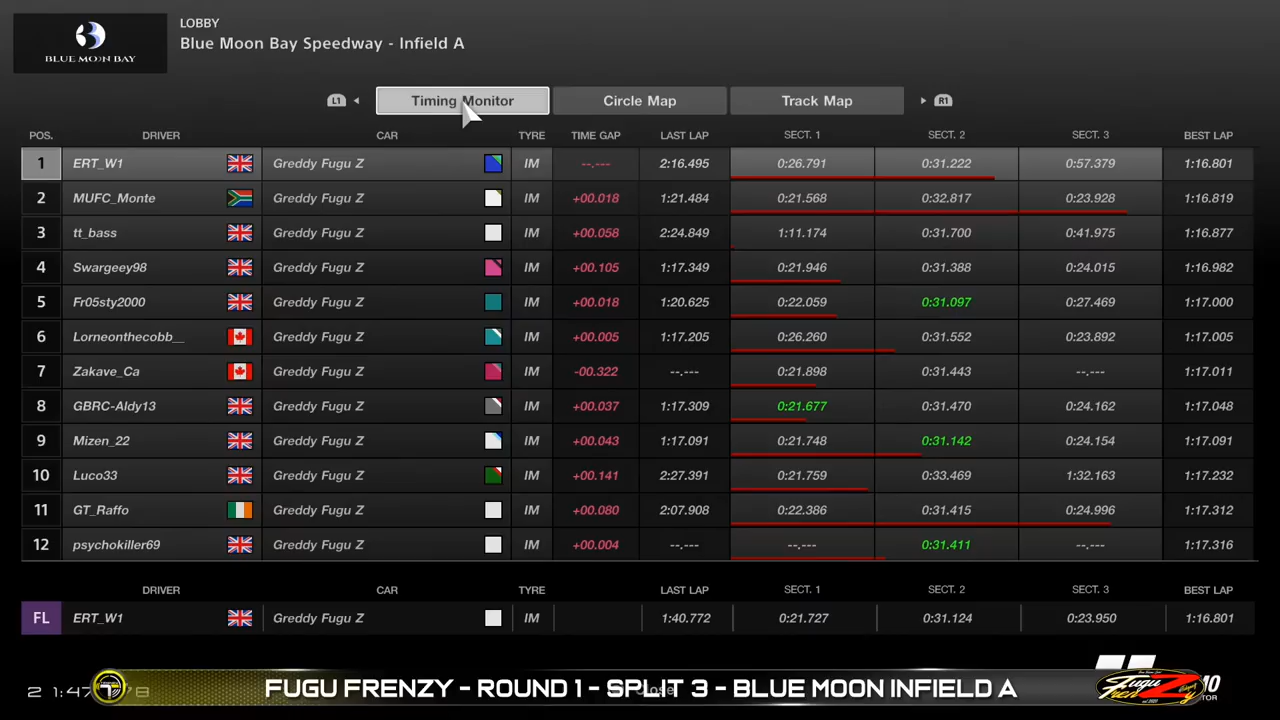 LOBBY
Blue Moon Bay Speedway - Infield A
BLUE MOON BAY
L1 Timing Monitor Circle Map Track Map R1
POS. DRIVER CAR TYRE TIME GAP LAST LAP SECT. 1 SECT. 2 SECT. 3 BEST LAP
1 ERT_W1 Greddy Fugu Z IM --.--- 2:16.495 0:26.791 0:31.222 0:57.379 1:16.801
2 MUFC_Monte Greddy Fugu Z IM +00.018 1:21.484 0:21.568 0:32.817 0:23.928 1:16.819
3 tt_bass Greddy Fugu Z IM +00.058 2:24.849 1:11.174 0:31.700 0:41.975 1:16.877
4 Swargeey98 Greddy Fugu Z IM +00.105 1:17.349 0:21.946 0:31.388 0:24.015 1:16.982
5 Fr05sty2000 Greddy Fugu Z IM +00.018 1:20.625 0:22.059 0:31.097 0:27.469 1:17.000
6 Lorneonthecobb__ Greddy Fugu Z IM +00.005 1:17.205 0:26.260 0:31.552 0:23.892 1:17.005
7 Zakave_Ca Greddy Fugu Z IM -00.322 --.--- 0:21.898 0:31.443 --.--- 1:17.011
8 GBRC-Aldy13 Greddy Fugu Z IM +00.037 1:17.309 0:21.677 0:31.470 0:24.162 1:17.048
9 Mizen_22 Greddy Fugu Z IM +00.043 1:17.091 0:21.748 0:31.142 0:24.154 1:17.091
10 Luco33 Greddy Fugu Z IM +00.141 2:27.391 0:21.759 0:33.469 1:32.163 1:17.232
11 GT_Raffo Greddy Fugu Z IM +00.080 2:07.908 0:22.386 0:31.415 0:24.996 1:17.312
12 psychokiller69 Greddy Fugu Z IM +00.004 --.--- --.--- 0:31.411 --.--- 1:17.316
DRIVER CAR TYRE LAST LAP SECT. 1 SECT. 2 SECT. 3 BEST LAP
FL ERT_W1 Greddy Fugu Z IM 1:40.772 0:21.727 0:31.124 0:23.950 1:16.801
FUGU FRENZY - ROUND 1 - SPLIT 3 - BLUE MOON INFIELD A
Fugu
FrenZy